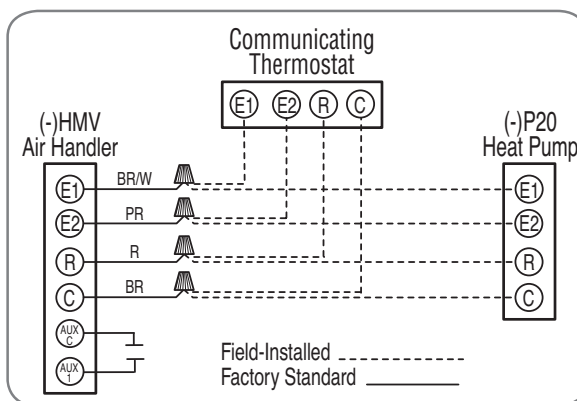 Communicating
Thermostat
E1 E2 R C
(-)HMV
Air Handler
(-)P20
Heat Pump
E1 BR/W E1
E2 PR E2
R R R
C BR C
AUX
C
AUX
1
Field-Installed
Factory Standard